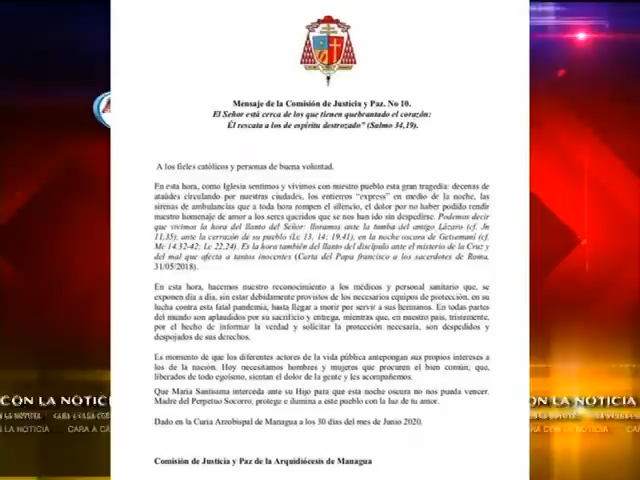 Mensaje de la Comisión de Justicia y Paz. No 10.
El Señor está cerca de los que tienen quebrantado el corazón:
Él rescata a los de espíritu destrozado" (Salmo 34,19).
A los fieles católicos y personas de buena voluntad.
En esta hora, como Iglesia sentimos y vivimos con nuestro pueblo esta gran tragedia: decenas de
ataúdes circulando por nuestras ciudades, los entierros "express" en medio de la noche, las
sirenas de ambulancias que a toda hora rompen el silencio, el dolor por no haber podido rendir
nuestro homenaje de amor a los seres queridos que se nos han ido sin despedirse. Podemos decir
que vivimos la hora del llanto del Señor: lloramos ante la tumba del amigo Lázaro (cf. Jn
11,35), ante la cerrazón de su pueblo (Lc 13, 14; 19,41), en la noche oscura de Getsemaní (cf.
Mc 14,32-42; Lc 22,24). Es la hora también del llanto del discípulo ante el misterio de la Cruz y
del mal que afecta a tantos inocentes (Carta del Papa francisco a los sacerdotes de Roma,
31/05/2018).
En esta hora, hacemos nuestro reconocimiento a los médicos y personal sanitario que, se
exponen día a día, sin estar debidamente provistos de los necesarios equipos de protección, en su
lucha contra esta fatal pandemia, hasta llegar a morir por servir a sus hermanos. En todas partes
del mundo son aplaudidos por su sacrificio y entrega, mientras que, en nuestro país, tristemente,
por el hecho de informar la verdad y solicitar la protección necesaria, son despedidos y
despojados de sus derechos.
Es momento de que los diferentes actores de la vida pública antepongan sus propios intereses a
los de la nación. Hoy necesitamos hombres y mujeres que procuren el bien común; que,
liberados de todo egoísmo, sientan el dolor de la gente y les acompañemos.
Que María Santísima interceda ante su Hijo para que esta noche oscura no nos pueda vencer.
Madre del Perpetuo Socorro, protege e ilumina a este pueblo con la luz de tu amor.
Dado en la Curia Arzobispal de Managua a los 30 días del mes de Junio 2020.
Comisión de Justicia y Paz de la Arquidiócesis de Managua
CON LA NOTICI
CON LA NOTICI
LA NOTICIA CARA A CA
CARA CON LA NOTICIA